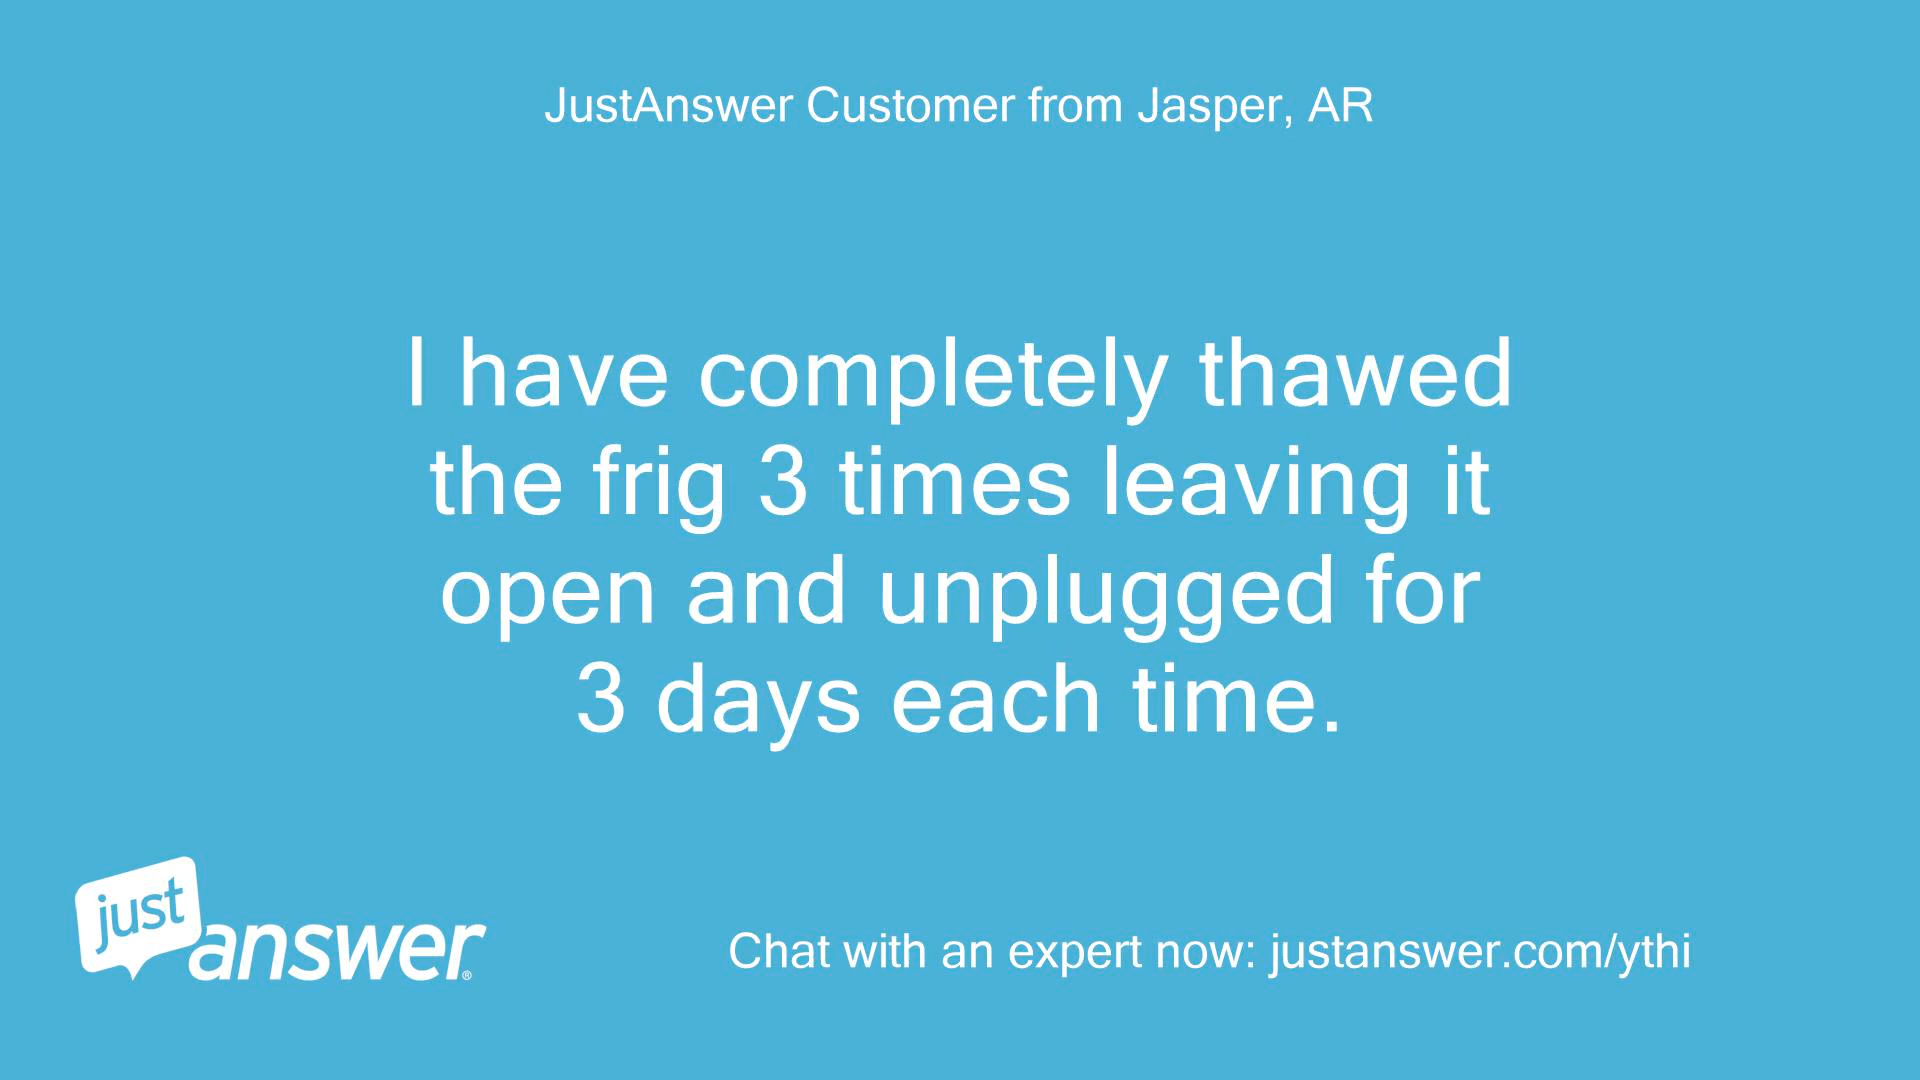 JustAnswer Customer from Jasper, AR
I have completely thawed
the frig 3 times leaving it
open and unplugged for
3 days each time.
just
answer®
Chat with an expert now: justanswer.com/ythi